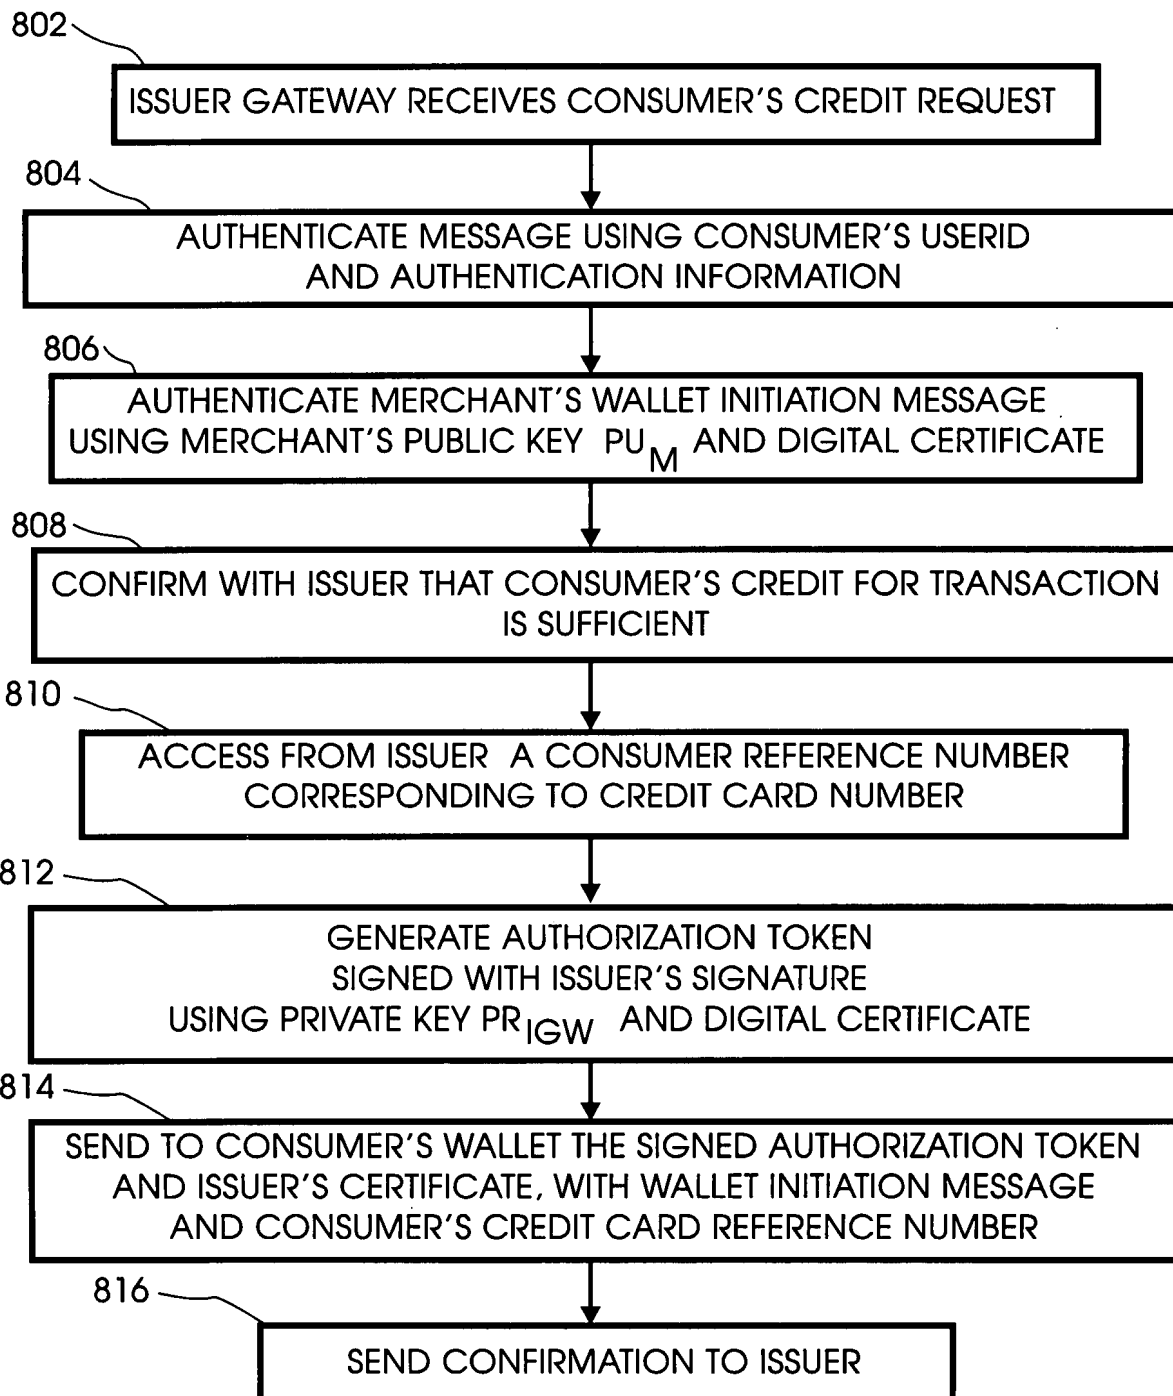 802
ISSUER GATEWAY RECEIVES CONSUMER'S CREDIT REQUEST
804
AUTHENTICATE MESSAGE USING CONSUMER'S USERID
AND AUTHENTICATION INFORMATION
806
AUTHENTICATE MERCHANT'S WALLET INITIATION MESSAGE
USING MERCHANT'S PUBLIC KEY PU_M AND DIGITAL CERTIFICATE
808
CONFIRM WITH ISSUER THAT CONSUMER'S CREDIT FOR TRANSACTION
IS SUFFICIENT
810
ACCESS FROM ISSUER A CONSUMER REFERENCE NUMBER
CORRESPONDING TO CREDIT CARD NUMBER
812
GENERATE AUTHORIZATION TOKEN
SIGNED WITH ISSUER'S SIGNATURE
USING PRIVATE KEY PR_IGW AND DIGITAL CERTIFICATE
814
SEND TO CONSUMER'S WALLET THE SIGNED AUTHORIZATION TOKEN
AND ISSUER'S CERTIFICATE, WITH WALLET INITIATION MESSAGE
AND CONSUMER'S CREDIT CARD REFERENCE NUMBER
816
SEND CONFIRMATION TO ISSUER